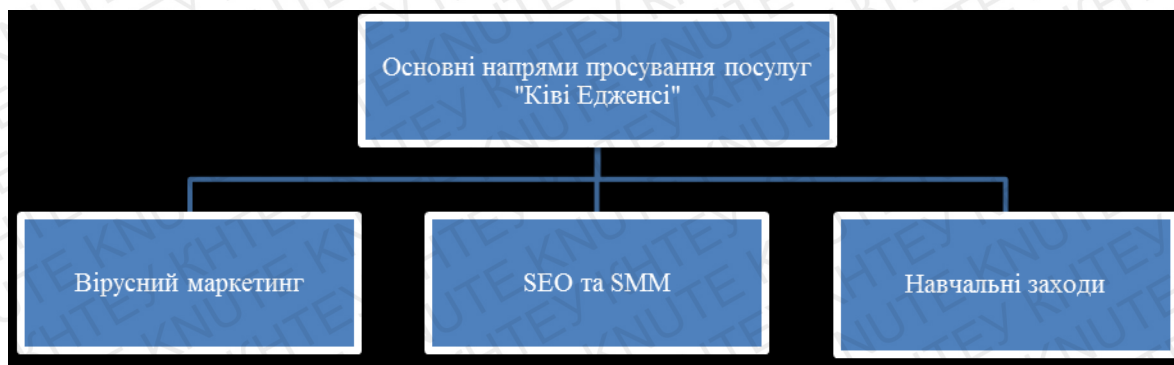 Основні напрями просування посулуг
"Ківі Едженсі"
Вірусний маркетинг
SEO та SMM
Навчальні заходи